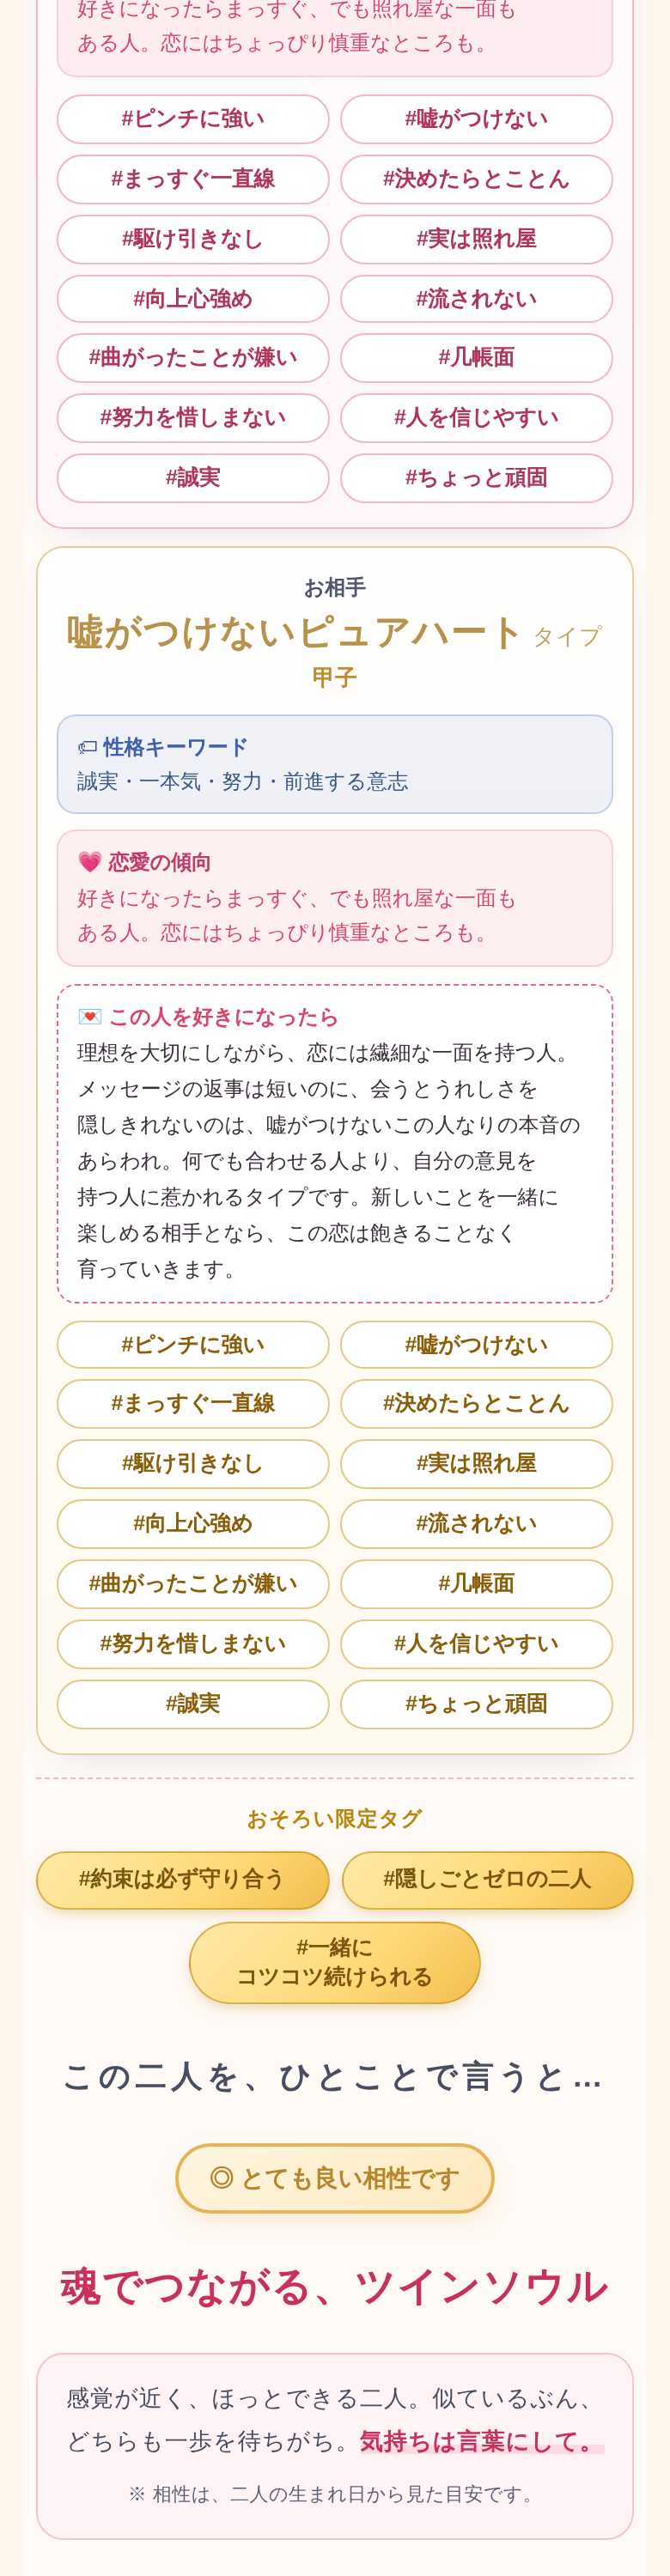 好きになったらまっすぐ、でも照れ屋な一面も
ある人。恋にはちょっぴり慎重なところも。
#ピンチに強い
#嘘がつけない
#まっすぐ一直線
#決めたらとことん
#駆け引きなし
#実は照れ屋
#向上心強め
#流されない
#曲がったことが嫌い
#几帳面
#努力を惜しまない
#人を信じやすい
#誠実
#ちょっと頑固
お相手
嘘がつけないピュアハート タイプ
甲子
🏷 性格キーワード
誠実・一本気・努力・前進する意志
💗 恋愛の傾向
好きになったらまっすぐ、でも照れ屋な一面も
ある人。恋にはちょっぴり慎重なところも。
💌 この人を好きになったら
理想を大切にしながら、恋には繊細な一面を持つ人。
メッセージの返事は短いのに、会うとうれしさを
隠しきれないのは、嘘がつけないこの人なりの本音の
あらわれ。何でも合わせる人より、自分の意見を
持つ人に惹かれるタイプです。新しいことを一緒に
楽しめる相手となら、この恋は飽きることなく
育っていきます。
#ピンチに強い
#嘘がつけない
#まっすぐ一直線
#決めたらとことん
#駆け引きなし
#実は照れ屋
#向上心強め
#流されない
#曲がったことが嫌い
#几帳面
#努力を惜しまない
#人を信じやすい
#誠実
#ちょっと頑固
おそろい限定タグ
#約束は必ず守り合う
#隠しごとゼロの二人
#一緒に
コツコツ続けられる
この二人を、ひとことで言うと…
◎ とても良い相性です
魂でつながる、ツインソウル
感覚が近く、ほっとできる二人。似ているぶん、
どちらも一歩を待ちがち。気持ちは言葉にして。
※ 相性は、二人の生まれ日から見た目安です。